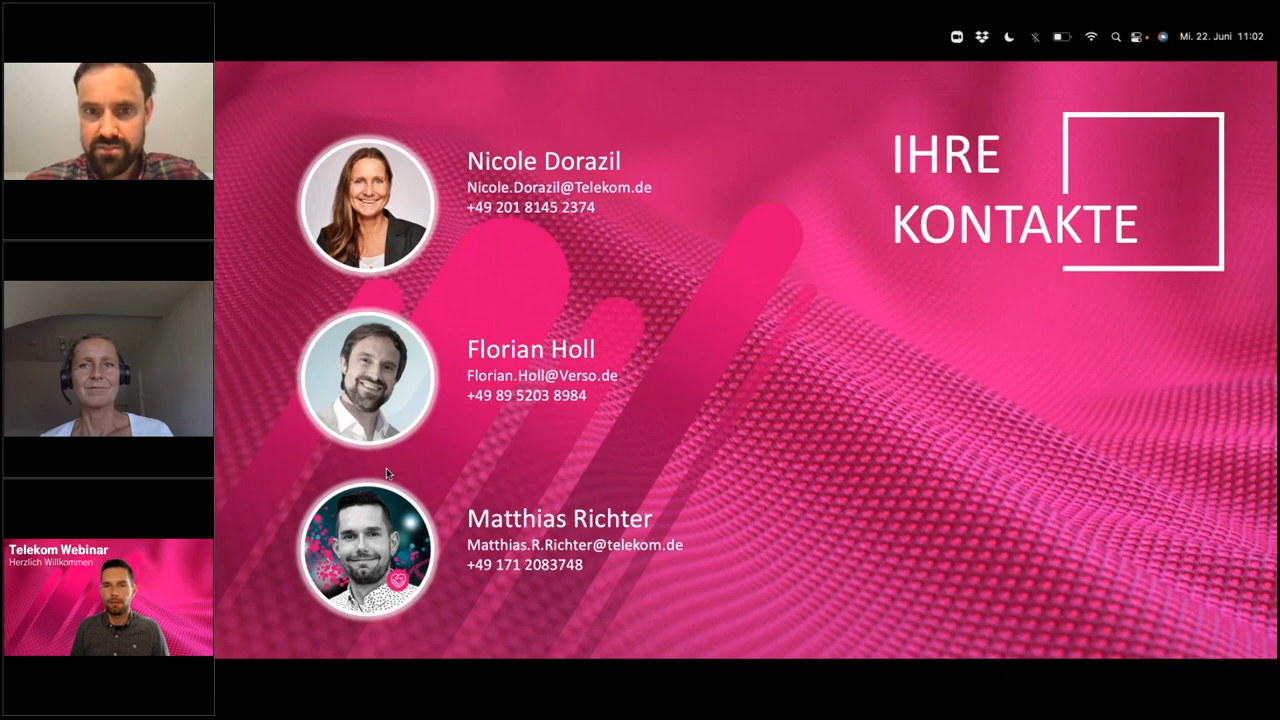 Mi. 22. Juni 11:02
IHRE
KONTAKTE
Nicole Dorazil
Nicole.Dorazil@Telekom.de
+49 201 8145 2374
Florian Holl
Florian.Holl@Verso.de
+49 89 5203 8984
Matthias Richter
Matthias.R.Richter@telekom.de
+49 171 2083748
Telekom Webinar
Herzlich Willkommen